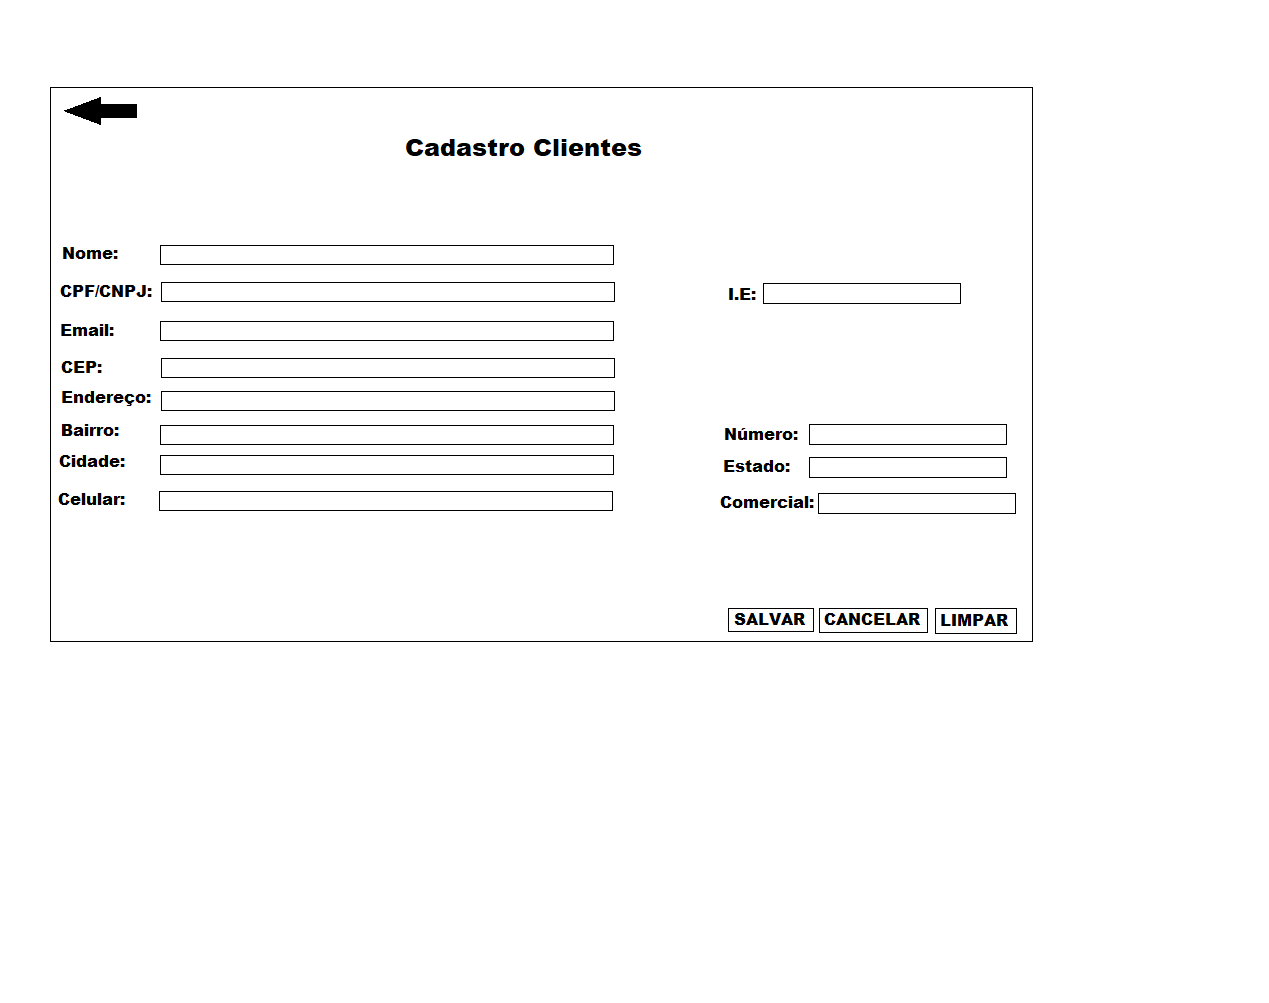 Cadastro Clientes
Nome:
CPF/CNPJ:
I.E:
Email:
CEP:
Endereço:
Bairro:
Número:
Cidade:
Estado:
Celular:
Comercial:
SALVAR CANCELAR LIMPAR